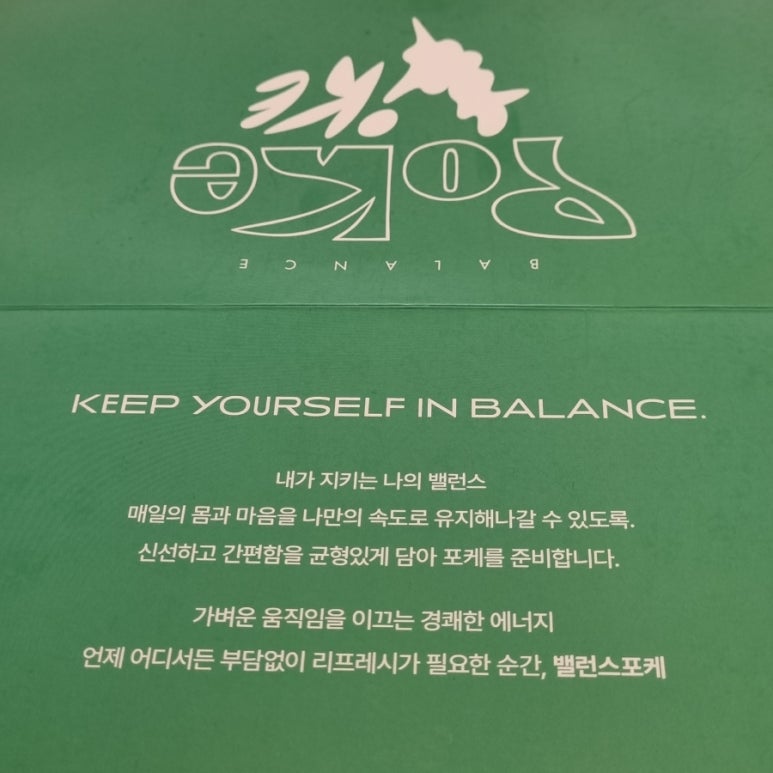 포케
Poke
BALANCE
KEEP YOURSELF IN BALANCE.
내가 지키는 나의 밸런스
매일의 몸과 마음을 나만의 속도로 유지해나갈 수 있도록.
신선하고 간편함을 균형있게 담아 포케를 준비합니다.
가벼운 움직임을 이끄는 경쾌한 에너지
언제 어디서든 부담없이 리프레시가 필요한 순간, 밸런스포케